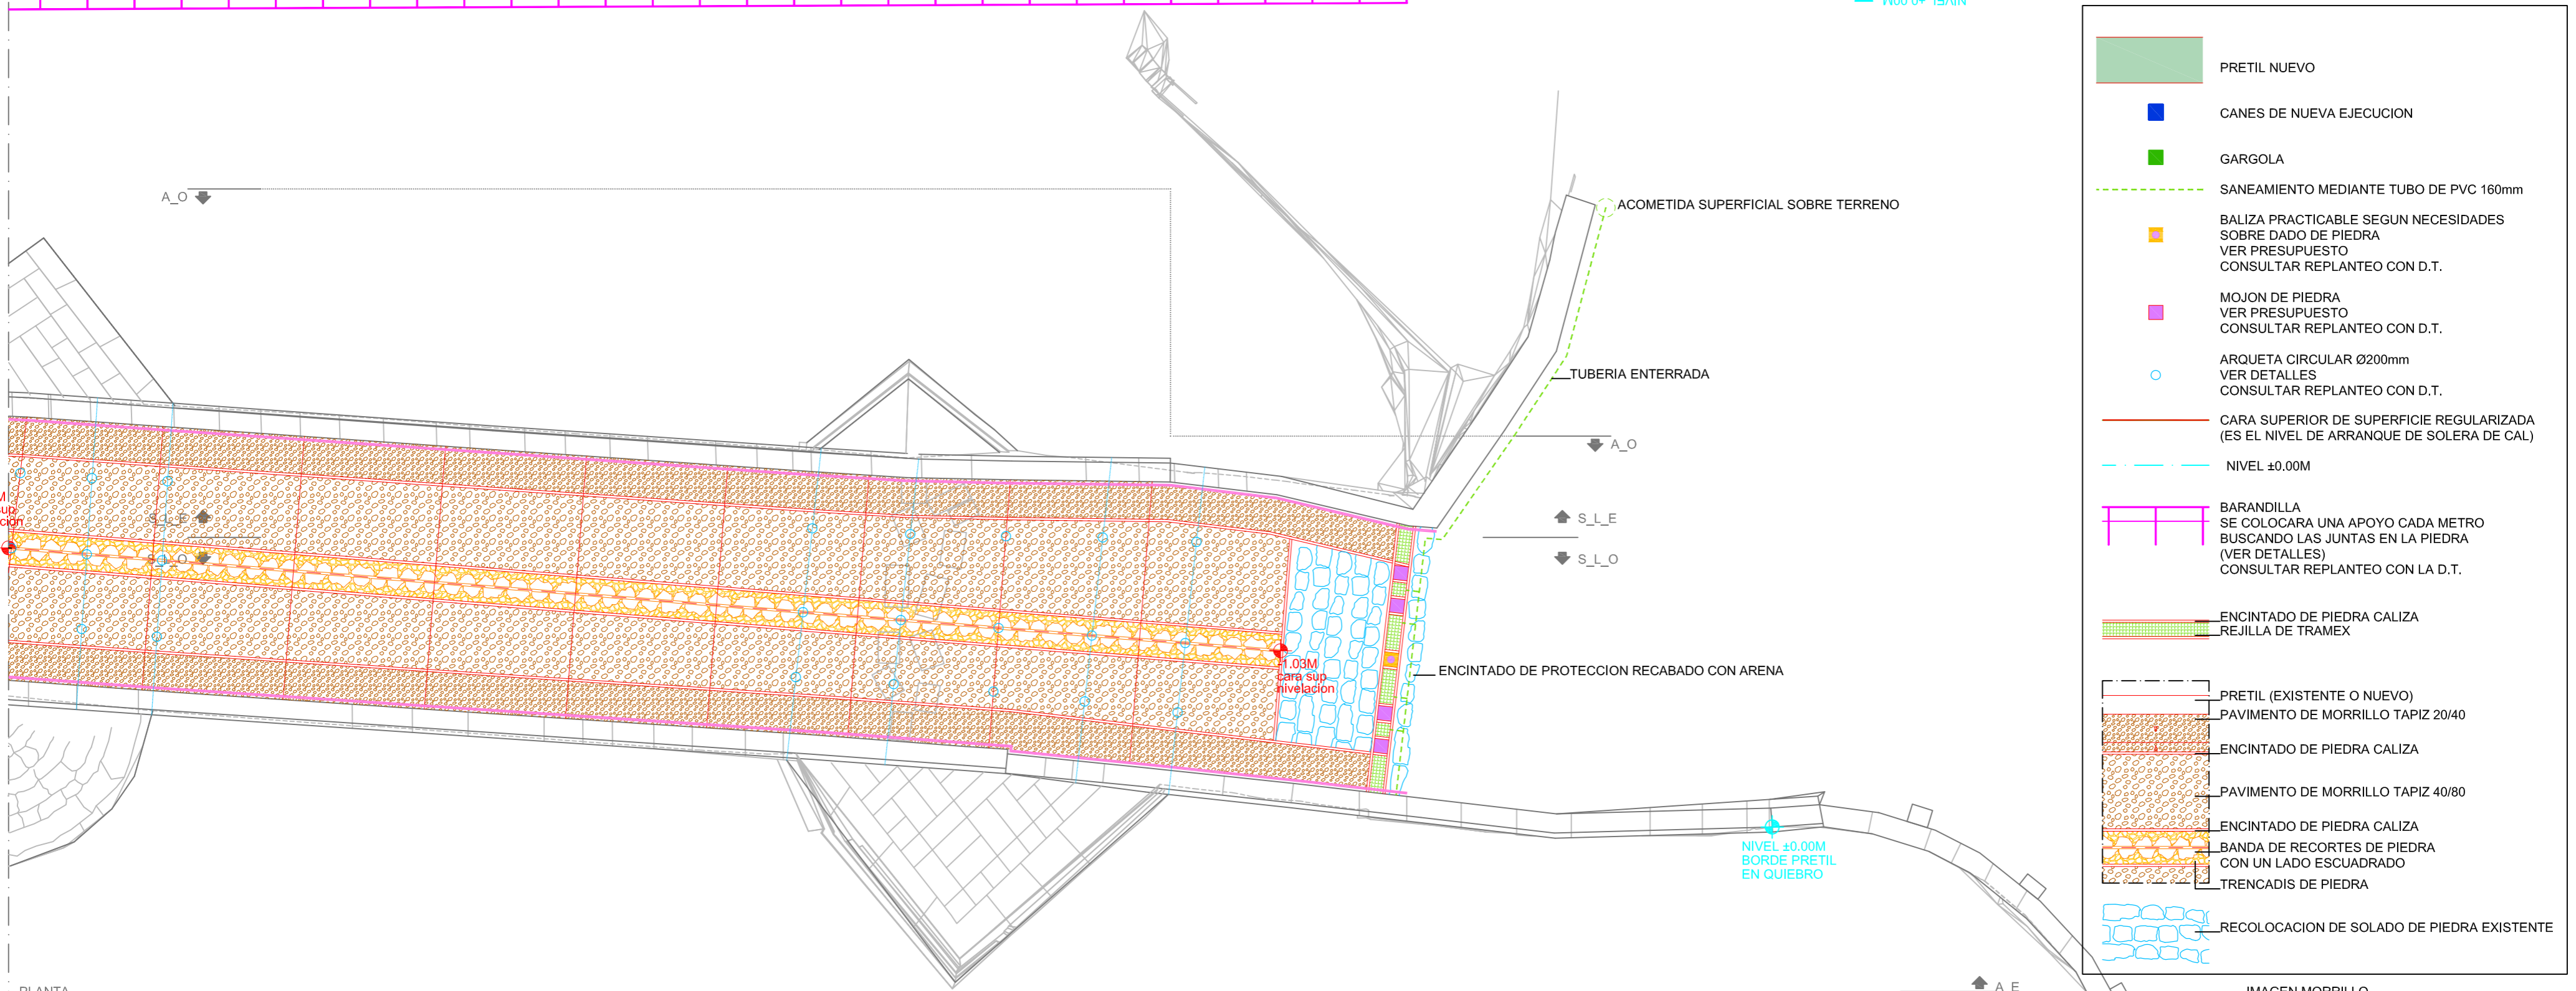 NIVEL ±0.00M
A_O
ACOMETIDA SUPERFICIAL SOBRE TERRENO
TUBERIA ENTERRADA
A_O
S_L_E
S_L_O
S_L_E
S_L_O
-1.03M
cara sup
nivelacion
ENCINTADO DE PROTECCION RECABADO CON ARENA
NIVEL ±0.00M
BORDE PRETIL
EN QUIEBRO
PLANTA
A_E
PRETIL NUEVO
CANES DE NUEVA EJECUCION
GARGOLA
SANEAMIENTO MEDIANTE TUBO DE PVC 160mm
BALIZA PRACTICABLE SEGUN NECESIDADES
SOBRE DADO DE PIEDRA
VER PRESUPUESTO
CONSULTAR REPLANTEO CON D.T.
MOJON DE PIEDRA
VER PRESUPUESTO
CONSULTAR REPLANTEO CON D.T.
ARQUETA CIRCULAR Ø200mm
VER DETALLES
CONSULTAR REPLANTEO CON D.T.
CARA SUPERIOR DE SUPERFICIE REGULARIZADA
(ES EL NIVEL DE ARRANQUE DE SOLERA DE CAL)
NIVEL ±0.00M
BARANDILLA
SE COLOCARA UNA APOYO CADA METRO
BUSCANDO LAS JUNTAS EN LA PIEDRA
(VER DETALLES)
CONSULTAR REPLANTEO CON LA D.T.
ENCINTADO DE PIEDRA CALIZA
REJILLA DE TRAMEX
PRETIL (EXISTENTE O NUEVO)
PAVIMENTO DE MORRILLO TAPIZ 20/40
ENCINTADO DE PIEDRA CALIZA
PAVIMENTO DE MORRILLO TAPIZ 40/80
ENCINTADO DE PIEDRA CALIZA
BANDA DE RECORTES DE PIEDRA
CON UN LADO ESCUADRADO
TRENCADIS DE PIEDRA
RECOLOCACION DE SOLADO DE PIEDRA EXISTENTE
IMAGEN MORRILLO